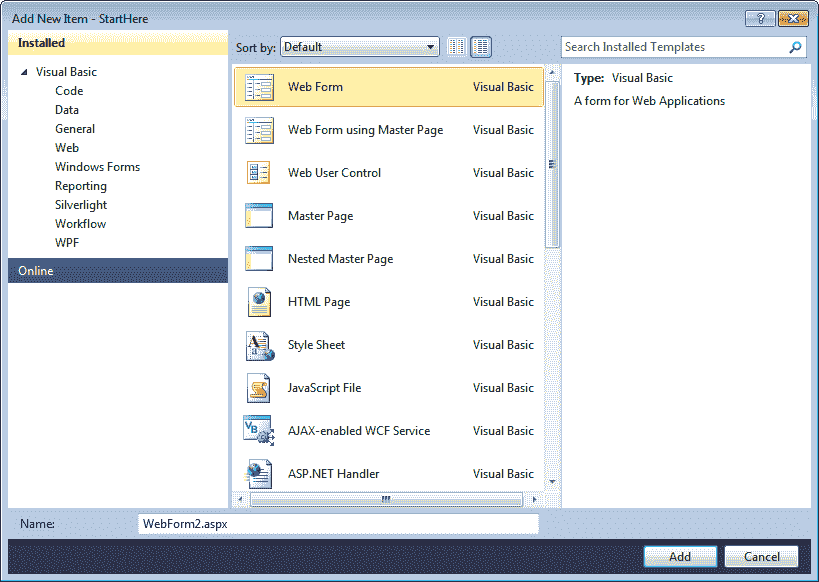 Add New Item - StartHere
?
Installed
Sort by: Default
Search Installed Templates
Visual Basic
Code
Data
General
Web
Windows Forms
Reporting
Silverlight
Workflow
WPF
Online
Web Form Visual Basic
Web Form using Master Page Visual Basic
Web User Control Visual Basic
Master Page Visual Basic
Nested Master Page Visual Basic
HTML Page Visual Basic
Style Sheet Visual Basic
JavaScript File Visual Basic
AJAX-enabled WCF Service Visual Basic
ASP.NET Handler Visual Basic
Type: Visual Basic
A form for Web Applications
Name: WebForm2.aspx
Add Cancel